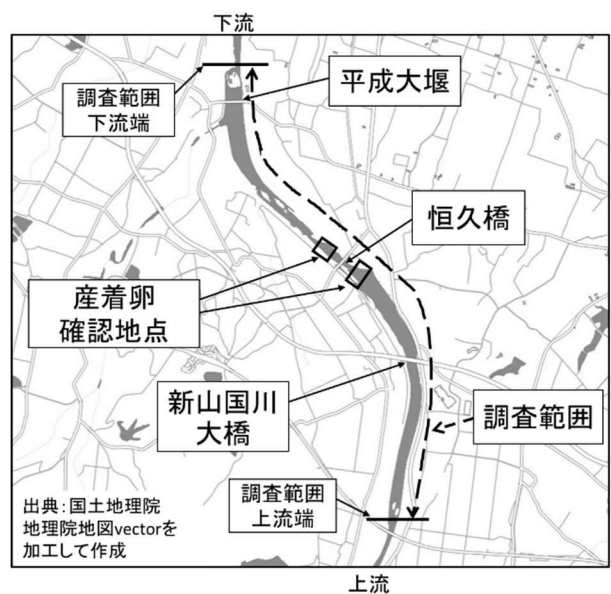 下流
平成大堰
調査範囲
下流端
恒久橋
産着卵
確認地点
新山国川
大橋
調査範囲
調査範囲
上流端
出典：国土地理院
地理院地図vectorを
加工して作成
上流